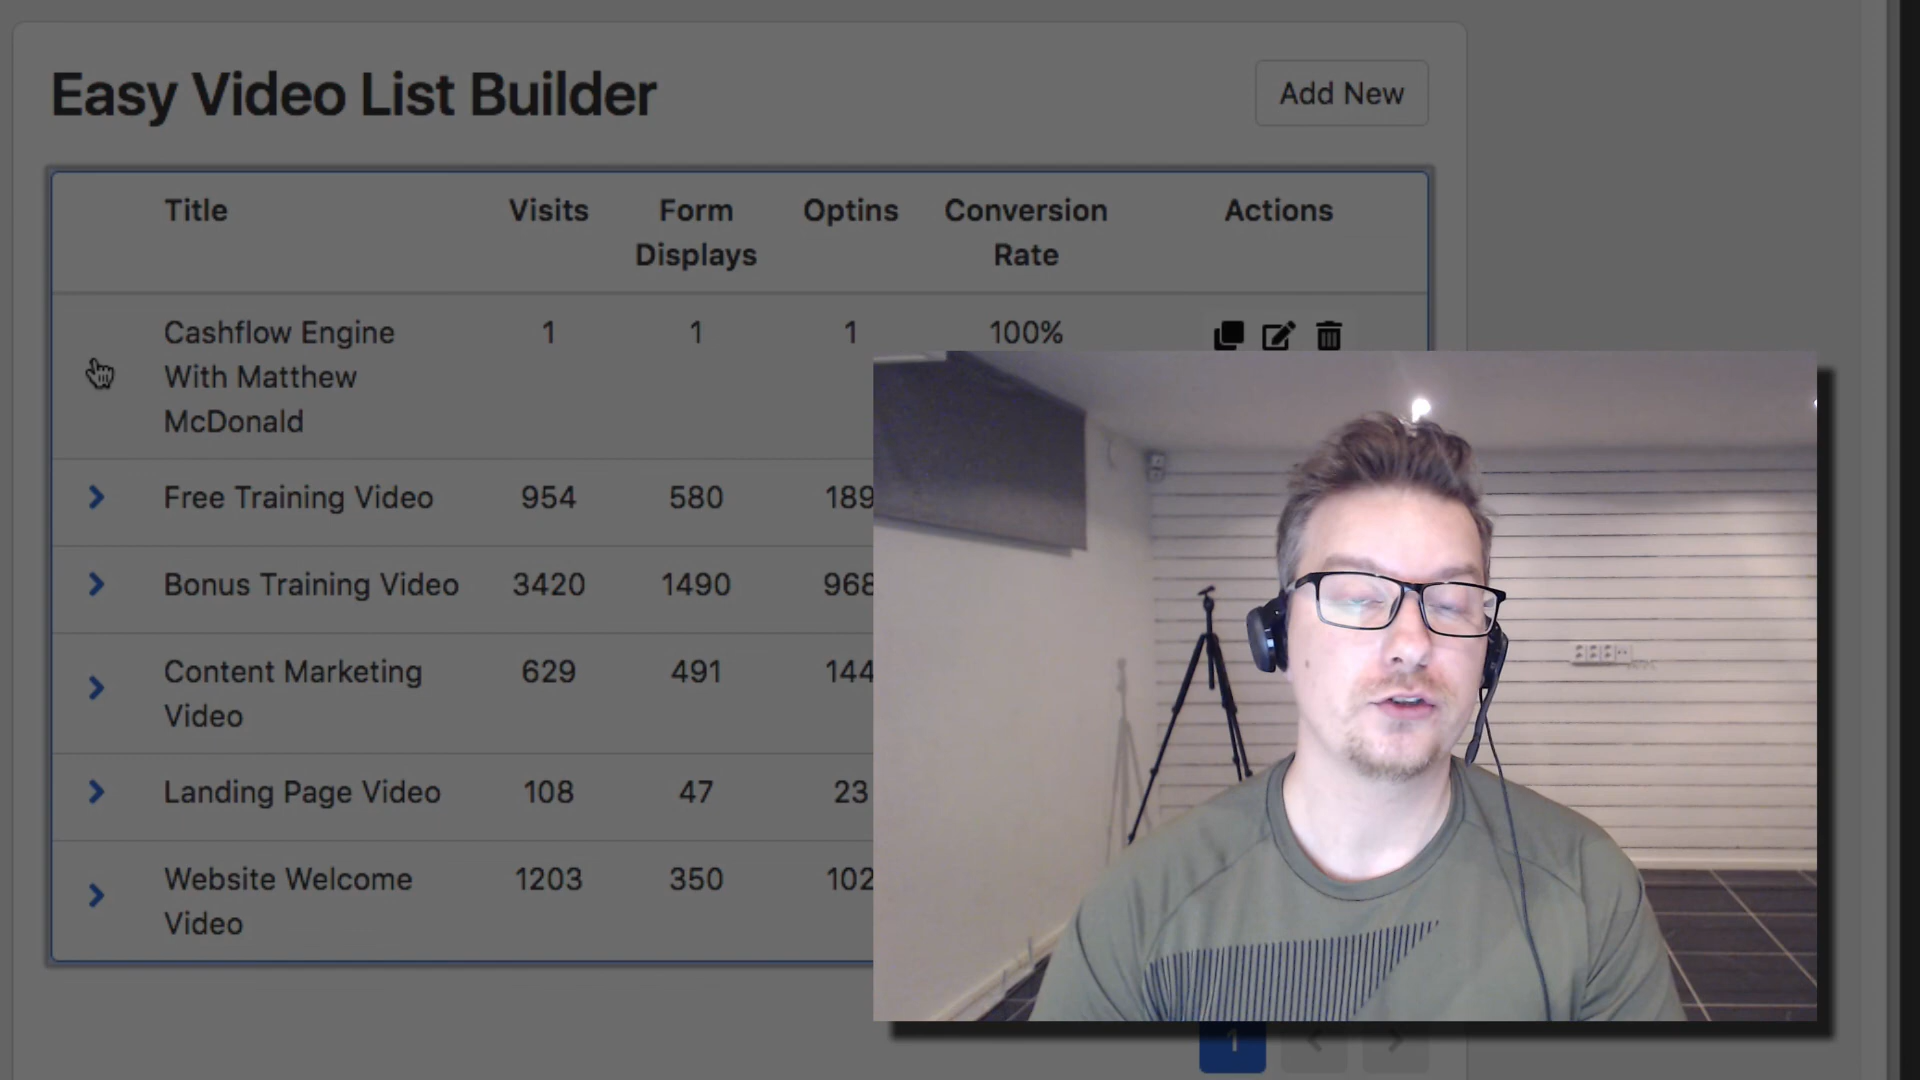 Easy Video List Builder
Add New
Title Visits Form Displays Optins Conversion Rate Actions
Cashflow Engine With Matthew McDonald 1 1 1 100%
Free Training Video 954 580 189
Bonus Training Video 3420 1490 968
Content Marketing Video 629 491 144
Landing Page Video 108 47 23
Website Welcome Video 1203 350 102
1